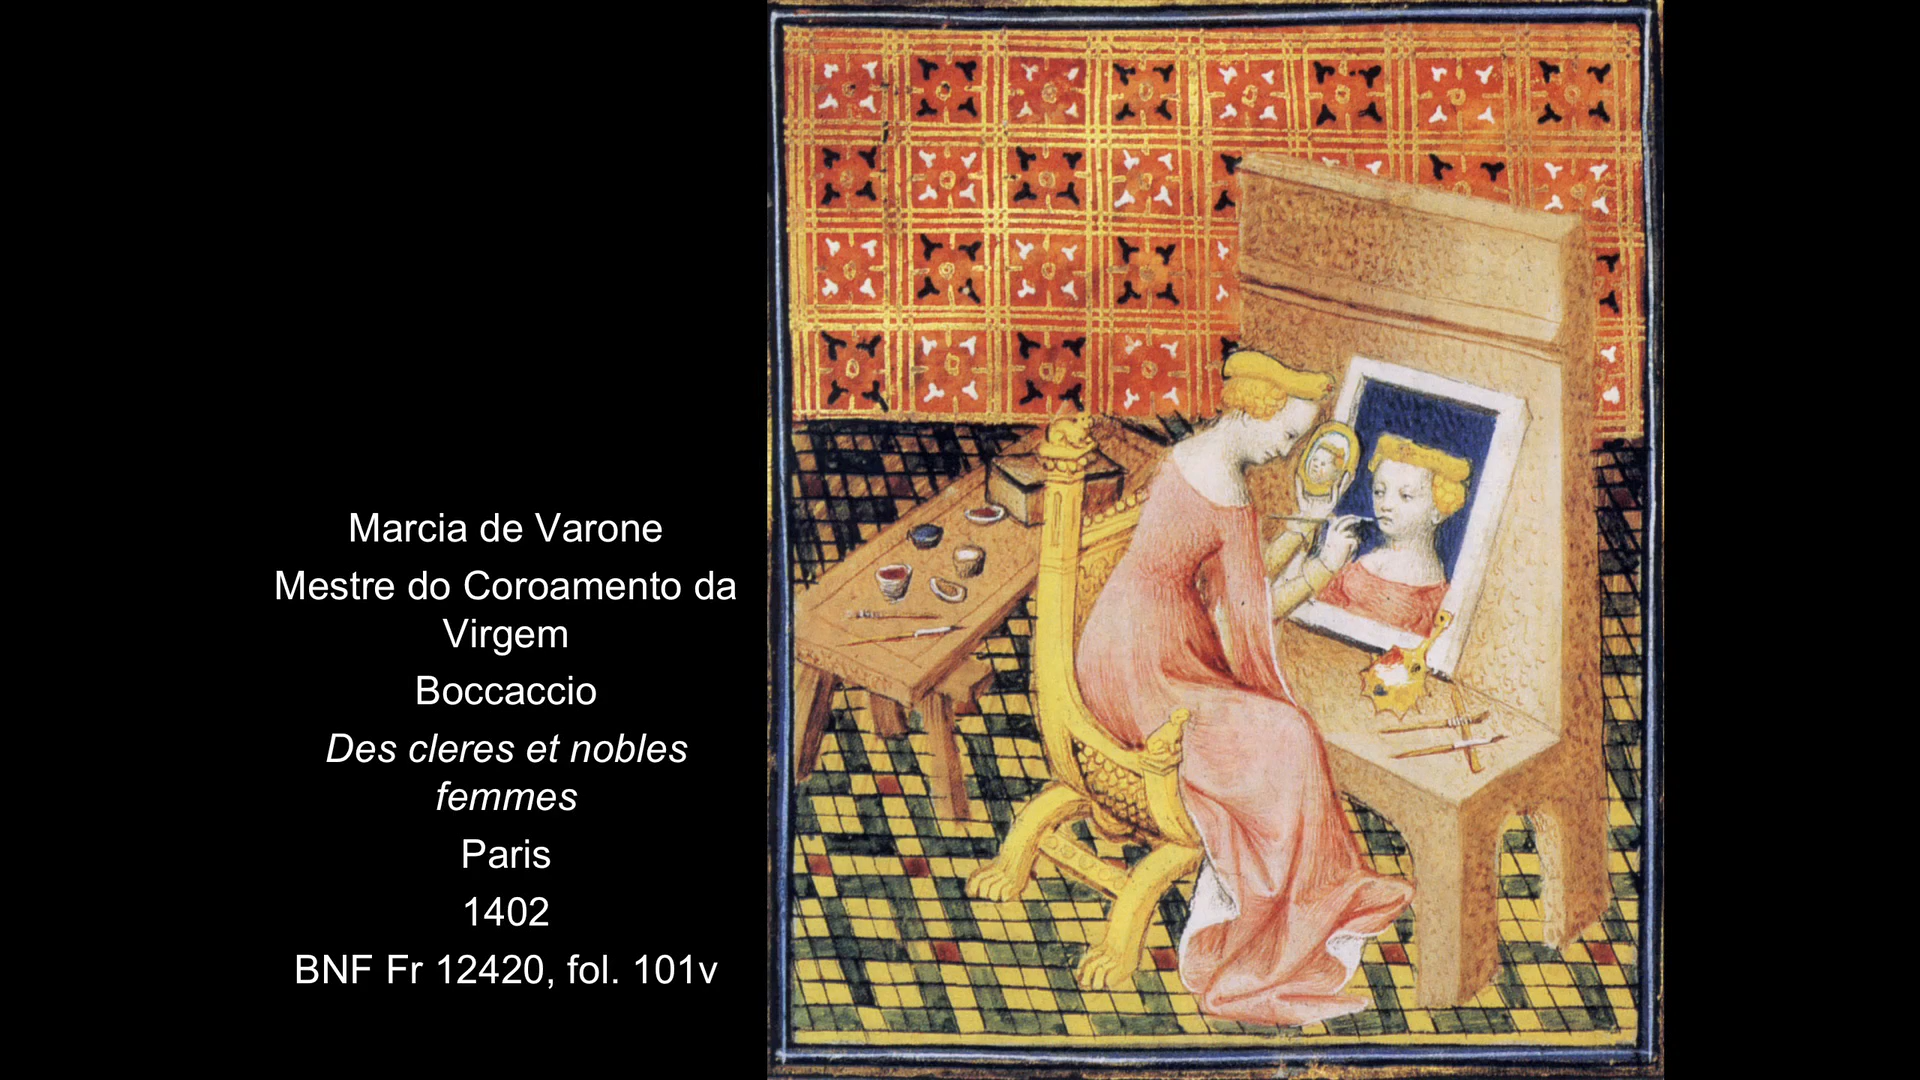 Marcia de Varone
Mestre do Coroamento da
Virgem
Boccaccio
Des cleres et nobles
femmes
Paris
1402
BNF Fr 12420, fol. 101v